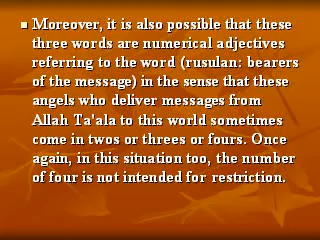 Moreover, it is also possible that these
three words are numerical adjectives
referring to the word (rusulan: bearers
of the message) in the sense that these
angels who deliver messages from
Allah Ta'ala to this world sometimes
come in twos or threes or fours. Once
again, in this situation too, the number
of four is not intended for restriction.